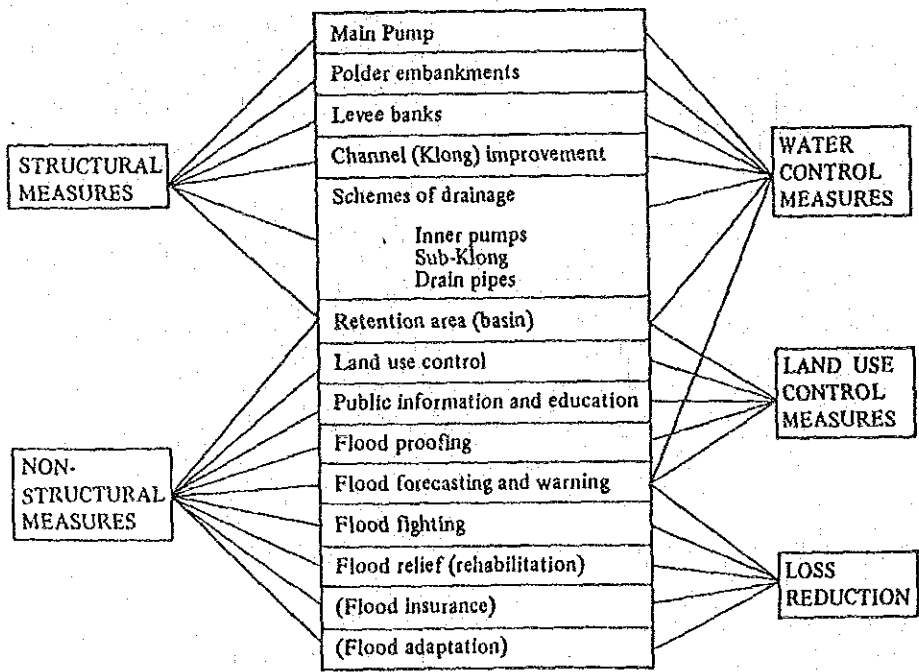 STRUCTURAL
MEASURES
NON-
STRUCTURAL
MEASURES
Main Pump
Polder embankments
Levee banks
Channel (Klong) improvement
Schemes of drainage
Inner pumps
Sub-Klong
Drain pipes
Retention area (basin)
Land use control
Public information and education
Flood proofing
Flood forecasting and warning
Flood fighting
Flood relief (rehabilitation)
(Flood insurance)
(Flood adaptation)
WATER
CONTROL
MEASURES
LAND USE
CONTROL
MEASURES
LOSS
REDUCTION